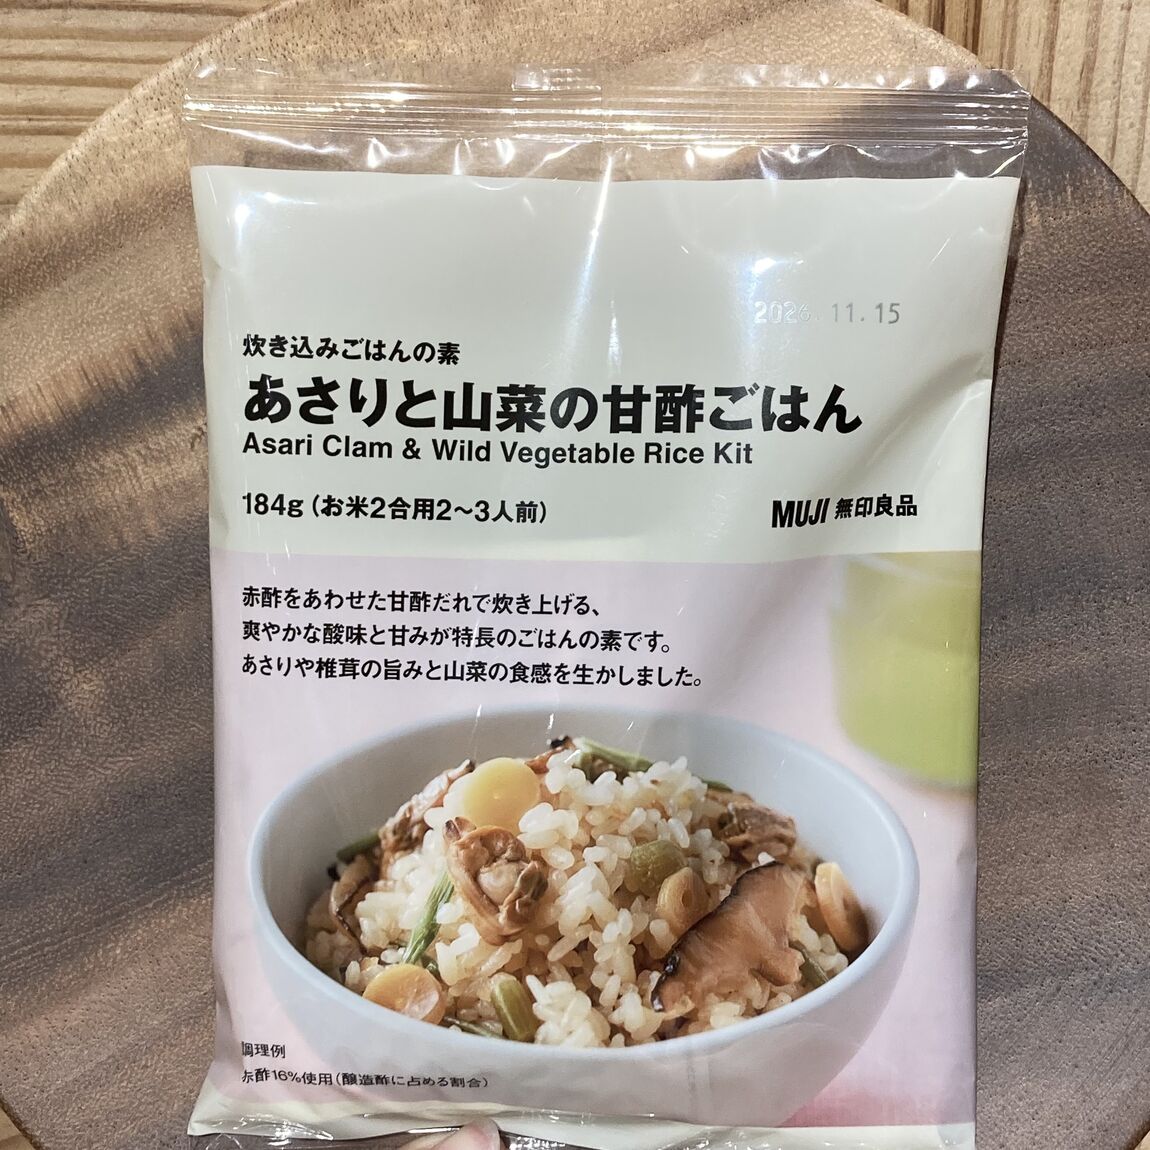 2026.11.15
炊き込みごはんの素
あさりと山菜の甘酢ごはん
Asari Clam & Wild Vegetable Rice Kit
184g(お米2合用2〜3人前)
MUJI 無印良品
赤酢をあわせた甘酢だれで炊き上げる、
爽やかな酸味と甘みが特長のごはんの素です。
あさりや椎茸の旨みと山菜の食感を生かしました。
調理例
赤酢16%使用(醸造酢に占める割合)